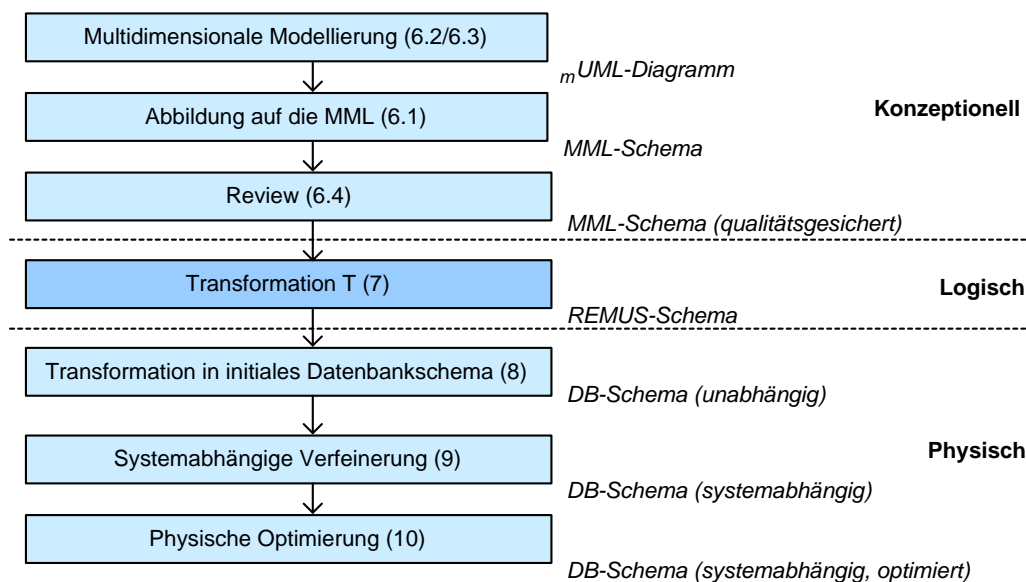 Multidimensionale Modellierung (6.2/6.3)
mUML-Diagramm
Konzeptionell
Abbildung auf die MML (6.1)
MML-Schema
Review (6.4)
MML-Schema (qualitätsgesichert)
Transformation T (7)
Logisch
REMUS-Schema
Transformation in initiales Datenbankschema (8)
DB-Schema (unabhängig)
Systemabhängige Verfeinerung (9)
Physisch
DB-Schema (systemabhängig)
Physische Optimierung (10)
DB-Schema (systemabhängig, optimiert)